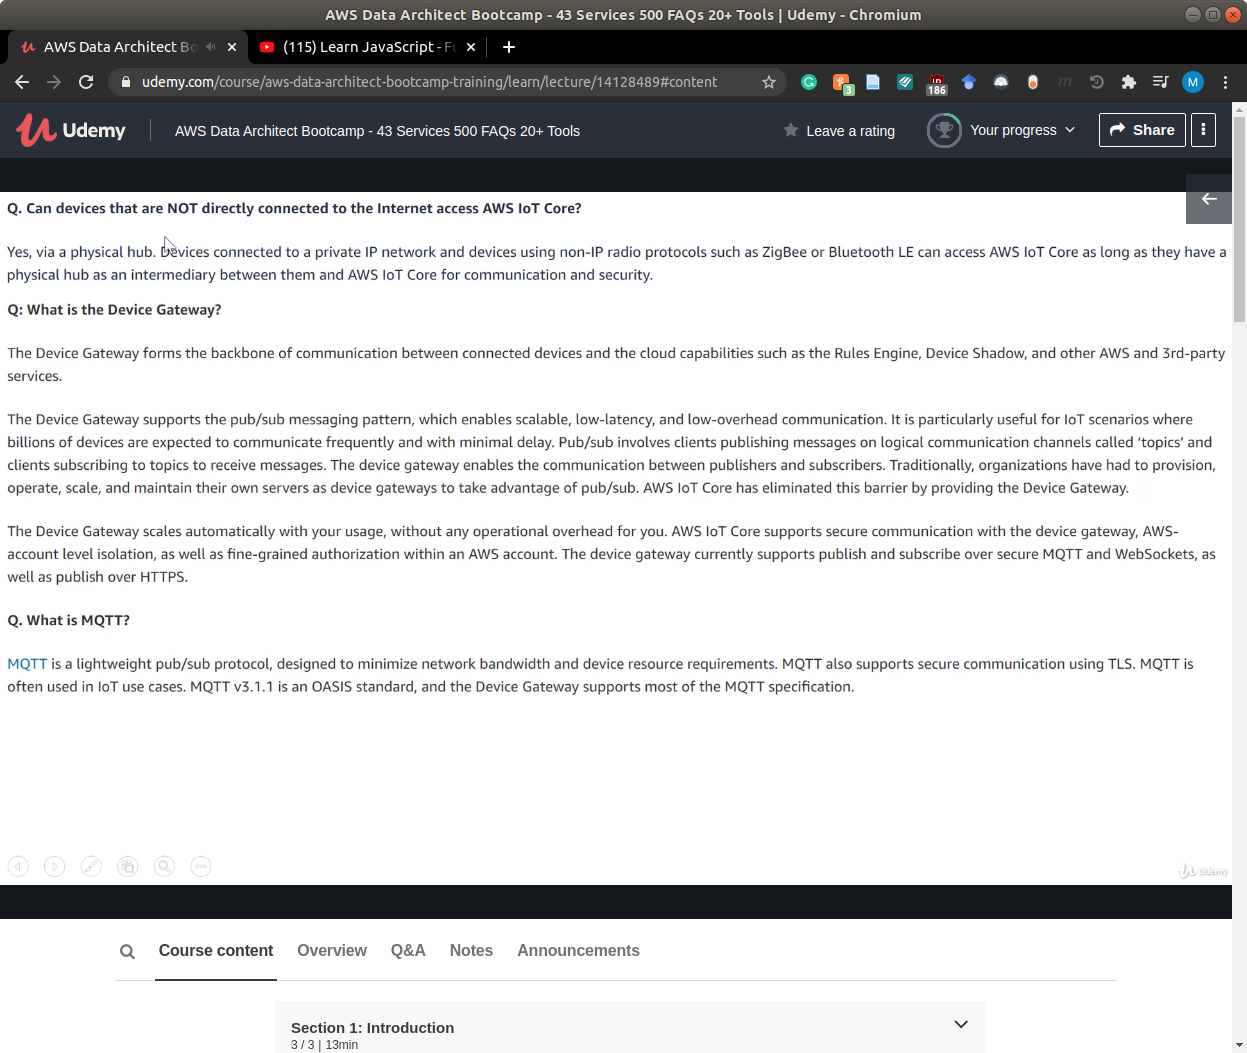 AWS Data Architect Bootcamp - 43 Services 500 FAQs 20+ Tools | Udemy - Chromium
AWS Data Architect Bo
(115) Learn JavaScript - Fu
udemy.com/course/aws-data-architect-bootcamp-training/learn/lecture/14128489#content
3
186
M
Udemy
AWS Data Architect Bootcamp - 43 Services 500 FAQs 20+ Tools
Leave a rating
Your progress
Share
Q. Can devices that are NOT directly connected to the Internet access AWS IoT Core?
Yes, via a physical hub. Devices connected to a private IP network and devices using non-IP radio protocols such as ZigBee or Bluetooth LE can access AWS IoT Core as long as they have a
physical hub as an intermediary between them and AWS IoT Core for communication and security.
Q: What is the Device Gateway?
The Device Gateway forms the backbone of communication between connected devices and the cloud capabilities such as the Rules Engine, Device Shadow, and other AWS and 3rd-party
services.
The Device Gateway supports the pub/sub messaging pattern, which enables scalable, low-latency, and low-overhead communication. It is particularly useful for IoT scenarios where
billions of devices are expected to communicate frequently and with minimal delay. Pub/sub involves clients publishing messages on logical communication channels called ‘topics’ and
clients subscribing to topics to receive messages. The device gateway enables the communication between publishers and subscribers. Traditionally, organizations have had to provision,
operate, scale, and maintain their own servers as device gateways to take advantage of pub/sub. AWS IoT Core has eliminated this barrier by providing the Device Gateway.
The Device Gateway scales automatically with your usage, without any operational overhead for you. AWS IoT Core supports secure communication with the device gateway, AWS-
account level isolation, as well as fine-grained authorization within an AWS account. The device gateway currently supports publish and subscribe over secure MQTT and WebSockets, as
well as publish over HTTPS.
Q. What is MQTT?
MQTT is a lightweight pub/sub protocol, designed to minimize network bandwidth and device resource requirements. MQTT also supports secure communication using TLS. MQTT is
often used in IoT use cases. MQTT v3.1.1 is an OASIS standard, and the Device Gateway supports most of the MQTT specification.
Udemy
Course content
Overview
Q&A
Notes
Announcements
Section 1: Introduction
3 / 3 | 13min